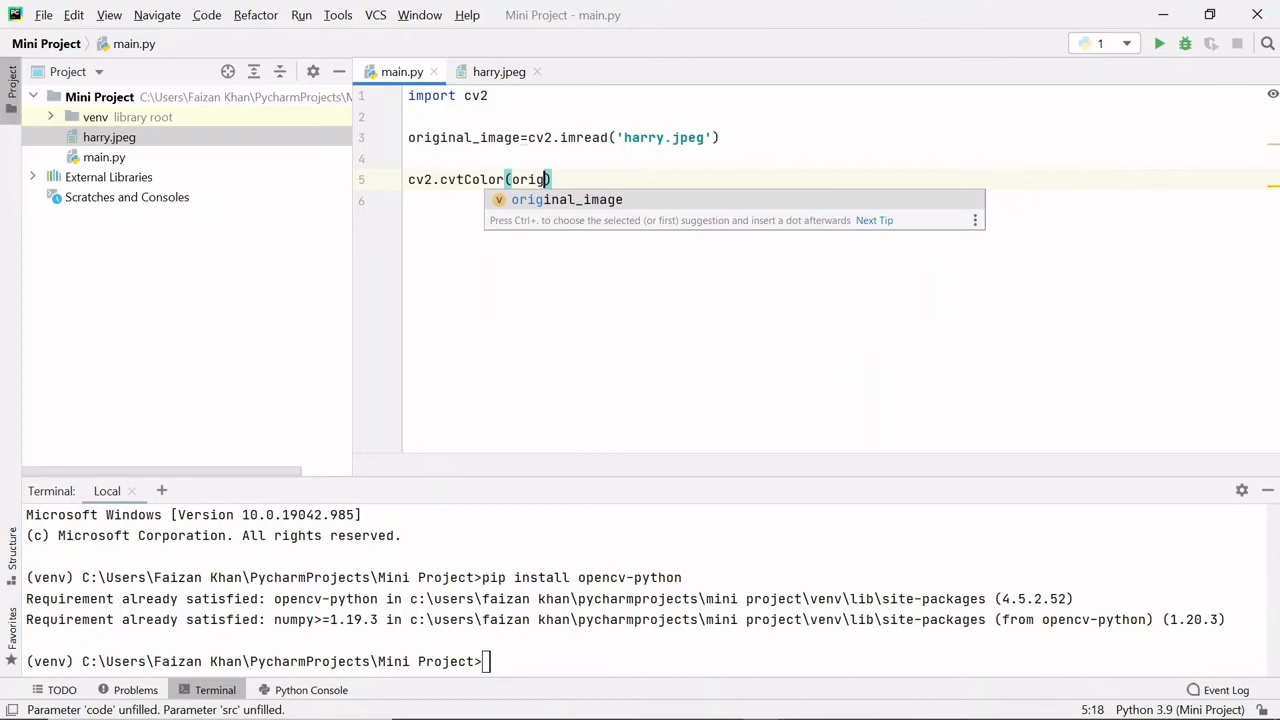 File Edit View Navigate Code Refactor Run Tools VCS Window Help Mini Project - main.py
Mini Project main.py 1
Project main.py harry.jpeg
Project
Mini Project C:\Users\Faizan Khan\PycharmProjects\M
venv library root
harry.jpeg
main.py
External Libraries
Scratches and Consoles
1 import cv2
2
3 original_image=cv2.imread('harry.jpeg')
4
5 cv2.cvtColor(orig)
6
original_image
Press Ctrl+. to choose the selected (or first) suggestion and insert a dot afterwards Next Tip
Terminal: Local
Microsoft Windows [Version 10.0.19042.985]
(c) Microsoft Corporation. All rights reserved.
(venv) C:\Users\Faizan Khan\PycharmProjects\Mini Project>pip install opencv-python
Requirement already satisfied: opencv-python in c:\users\faizan khan\pycharmprojects\mini project\venv\lib\site-packages (4.5.2.52)
Requirement already satisfied: numpy>=1.19.3 in c:\users\faizan khan\pycharmprojects\mini project\venv\lib\site-packages (from opencv-python) (1.20.3)
(venv) C:\Users\Faizan Khan\PycharmProjects\Mini Project>
Structure
Favorites
TODO Problems Terminal Python Console Event Log
Parameter 'code' unfilled. Parameter 'src' unfilled. 5:18 Python 3.9 (Mini Project)